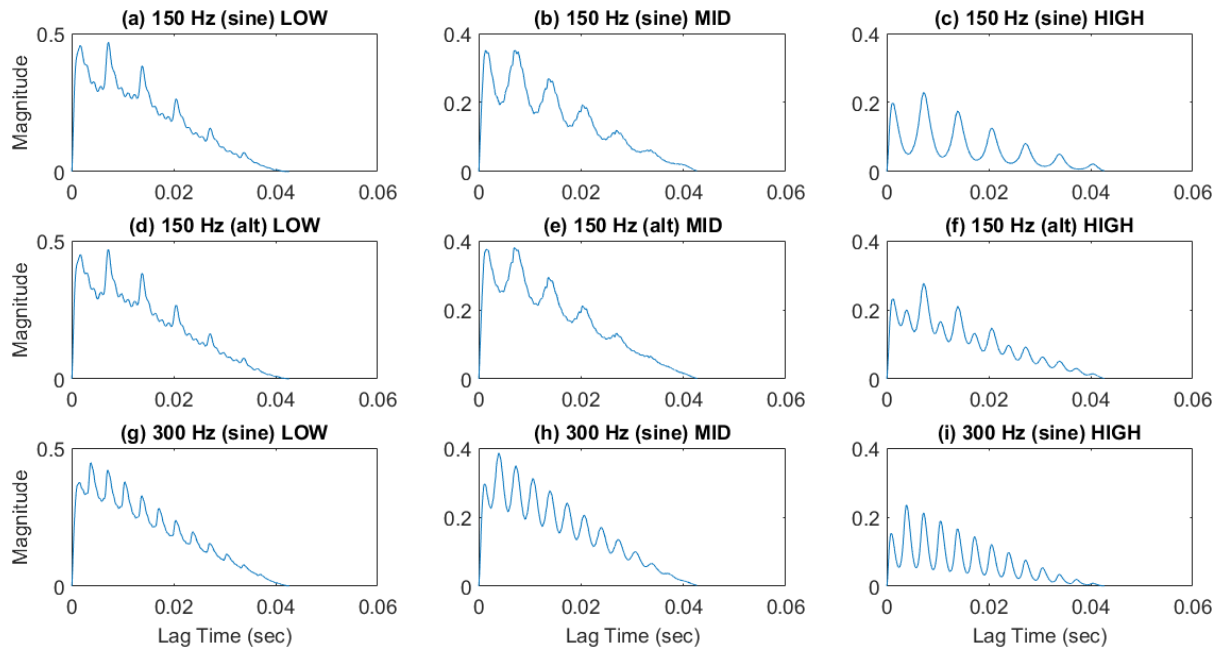 (a) 150 Hz (sine) LOW
(b) 150 Hz (sine) MID
(c) 150 Hz (sine) HIGH
0.5
0
Magnitude
0 0.02 0.04 0.06
0.4
0.2
0
0 0.02 0.04 0.06
0.4
0.2
0
0 0.02 0.04 0.06
(d) 150 Hz (alt) LOW
(e) 150 Hz (alt) MID
(f) 150 Hz (alt) HIGH
0.5
0
Magnitude
0 0.02 0.04 0.06
0.4
0.2
0
0 0.02 0.04 0.06
0.4
0.2
0
0 0.02 0.04 0.06
(g) 300 Hz (sine) LOW
(h) 300 Hz (sine) MID
(i) 300 Hz (sine) HIGH
0.5
0
Magnitude
0 0.02 0.04 0.06
Lag Time (sec)
0.4
0.2
0
0 0.02 0.04 0.06
Lag Time (sec)
0.4
0.2
0
0 0.02 0.04 0.06
Lag Time (sec)